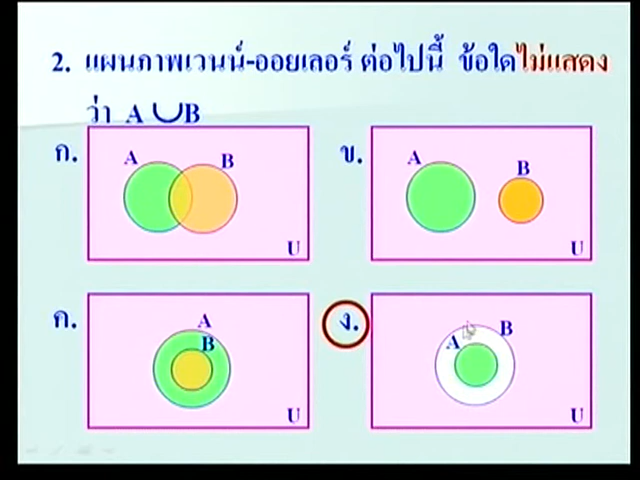 2. แผนภาพเวนน์-ออยเลอร์ ต่อไปนี้ ข้อใดไม่แสดง
ว่า A ∪B
ก. A B U
ข. A B U
ค. A B U
ง. A B U